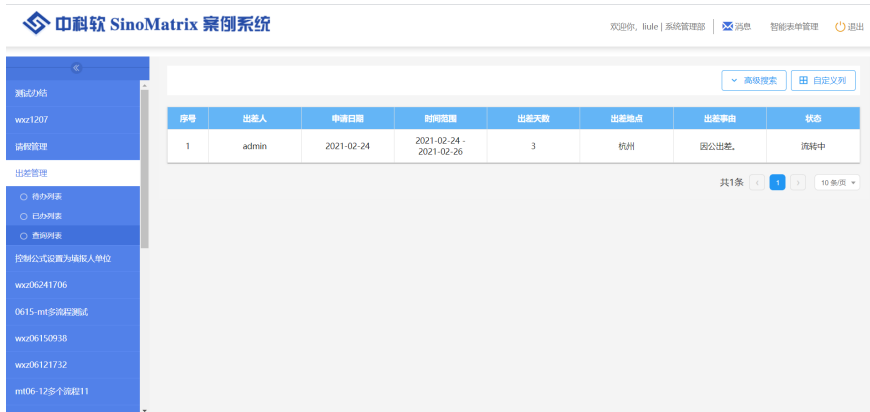 中科软 SinoMatrix 案例系统
欢迎你, liule | 系统管理部
消息
智能表单管理
退出
测试办结
wxz1207
请假管理
出差管理
待办列表
已办列表
查询列表
控制公式设置为填报人单位
wxz06241706
0615-mt多流程测试
wxz06150938
wxz06121732
mt06-12多个流程11
高级搜索
自定义列
序号 出差人 申请日期 时间范围 出差天数 出差地点 出差事由 状态
1 admin 2021-02-24 2021-02-24 - 2021-02-26 3 杭州 因公出差。 流转中
共1条 < 1 > 10 条/页